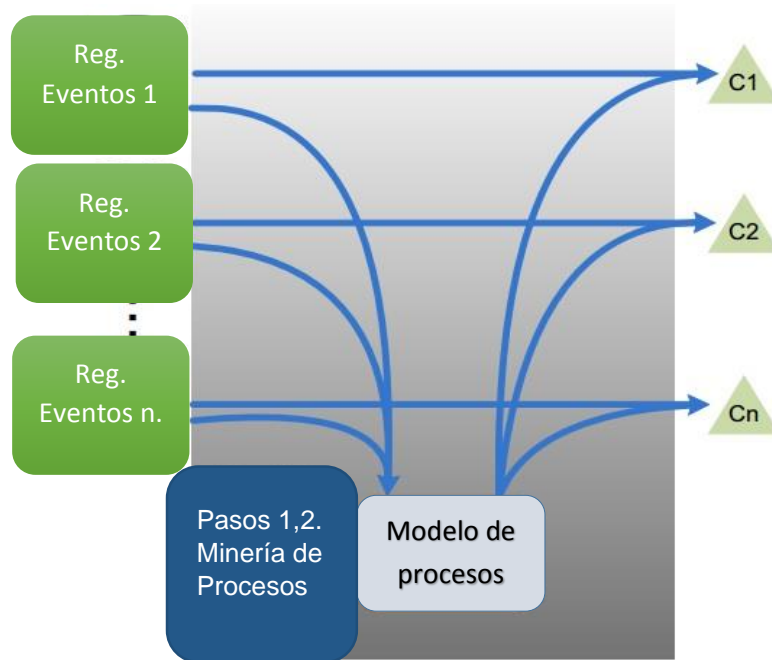 Reg.
Eventos 1
C1
Reg.
Eventos 2
C2
Reg.
Eventos n.
Cn
Pasos 1,2.
Minería de
Procesos
Modelo de
procesos